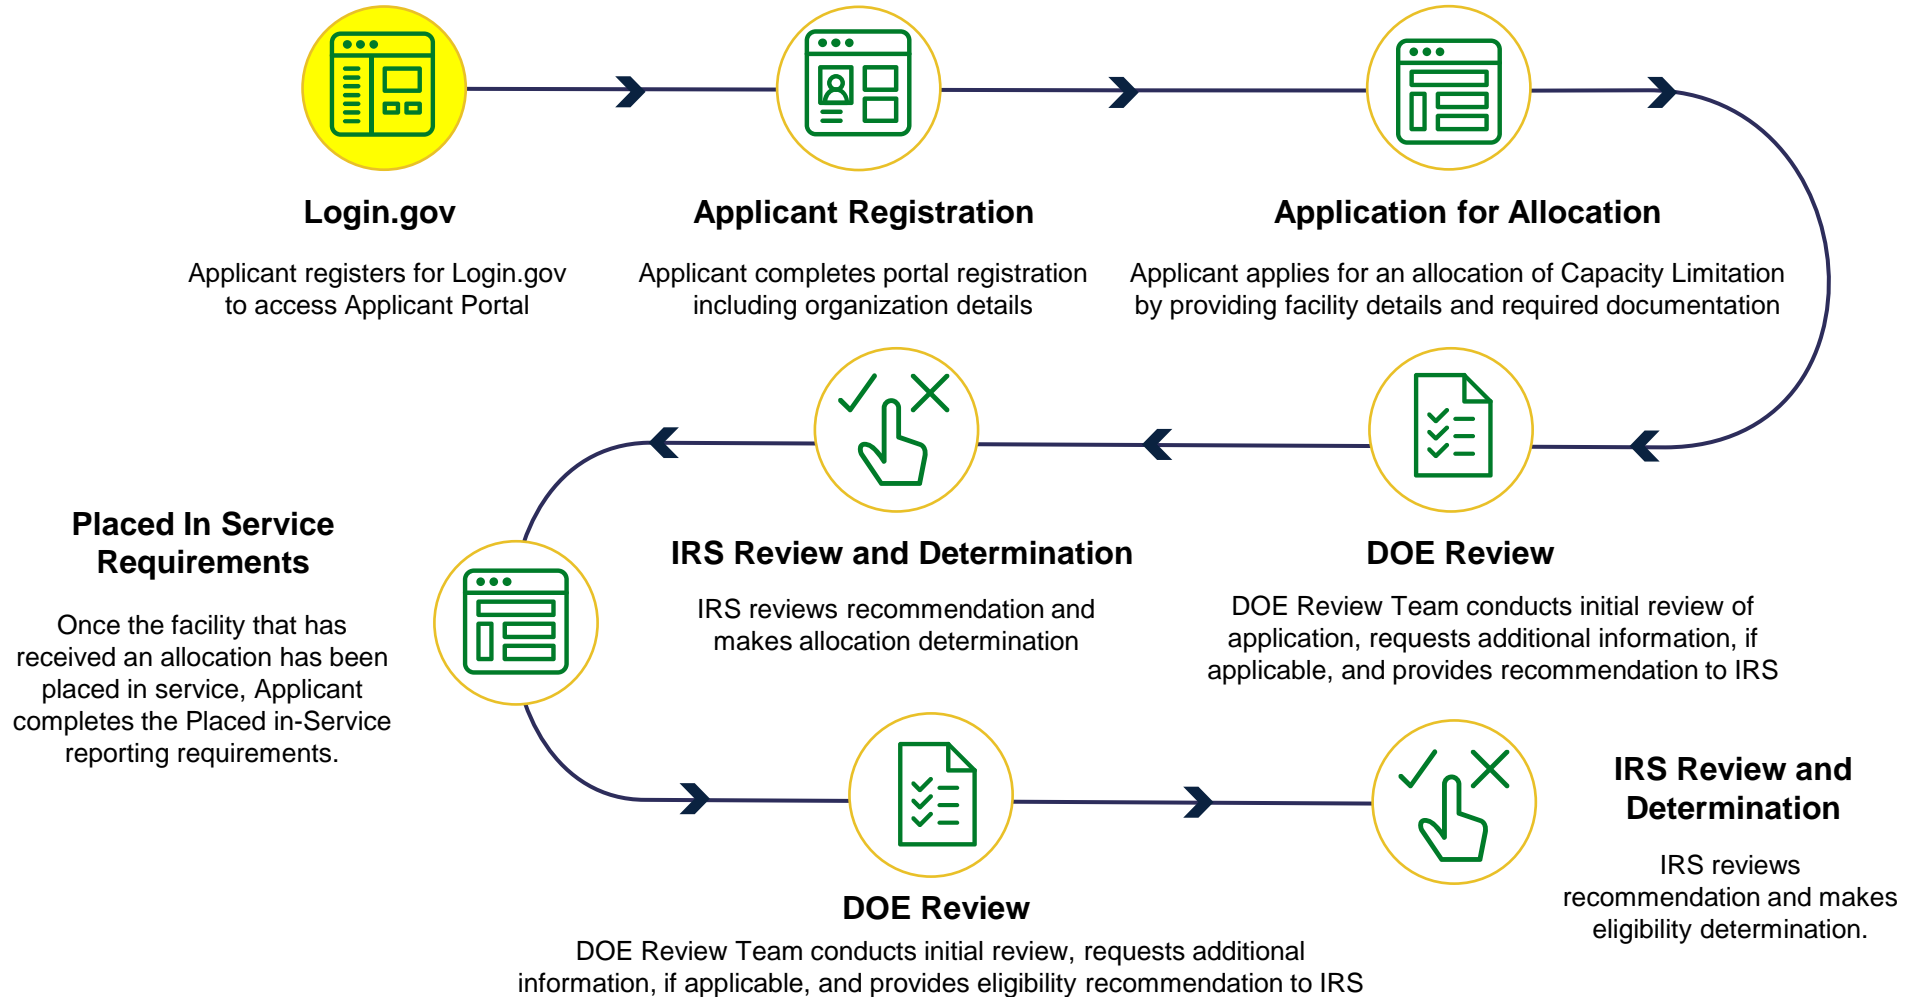 Login.gov
Applicant registers for Login.gov
to access Applicant Portal
Applicant Registration
Applicant completes portal registration
including organization details
Application for Allocation
Applicant applies for an allocation of Capacity Limitation
by providing facility details and required documentation
DOE Review
DOE Review Team conducts initial review of
application, requests additional information, if
applicable, and provides recommendation to IRS
IRS Review and Determination
IRS reviews recommendation and
makes allocation determination
Placed In Service
Requirements
Once the facility that has
received an allocation has been
placed in service, Applicant
completes the Placed in-Service
reporting requirements.
DOE Review
DOE Review Team conducts initial review, requests additional
information, if applicable, and provides eligibility recommendation to IRS
IRS Review and
Determination
IRS reviews
recommendation and makes
eligibility determination.